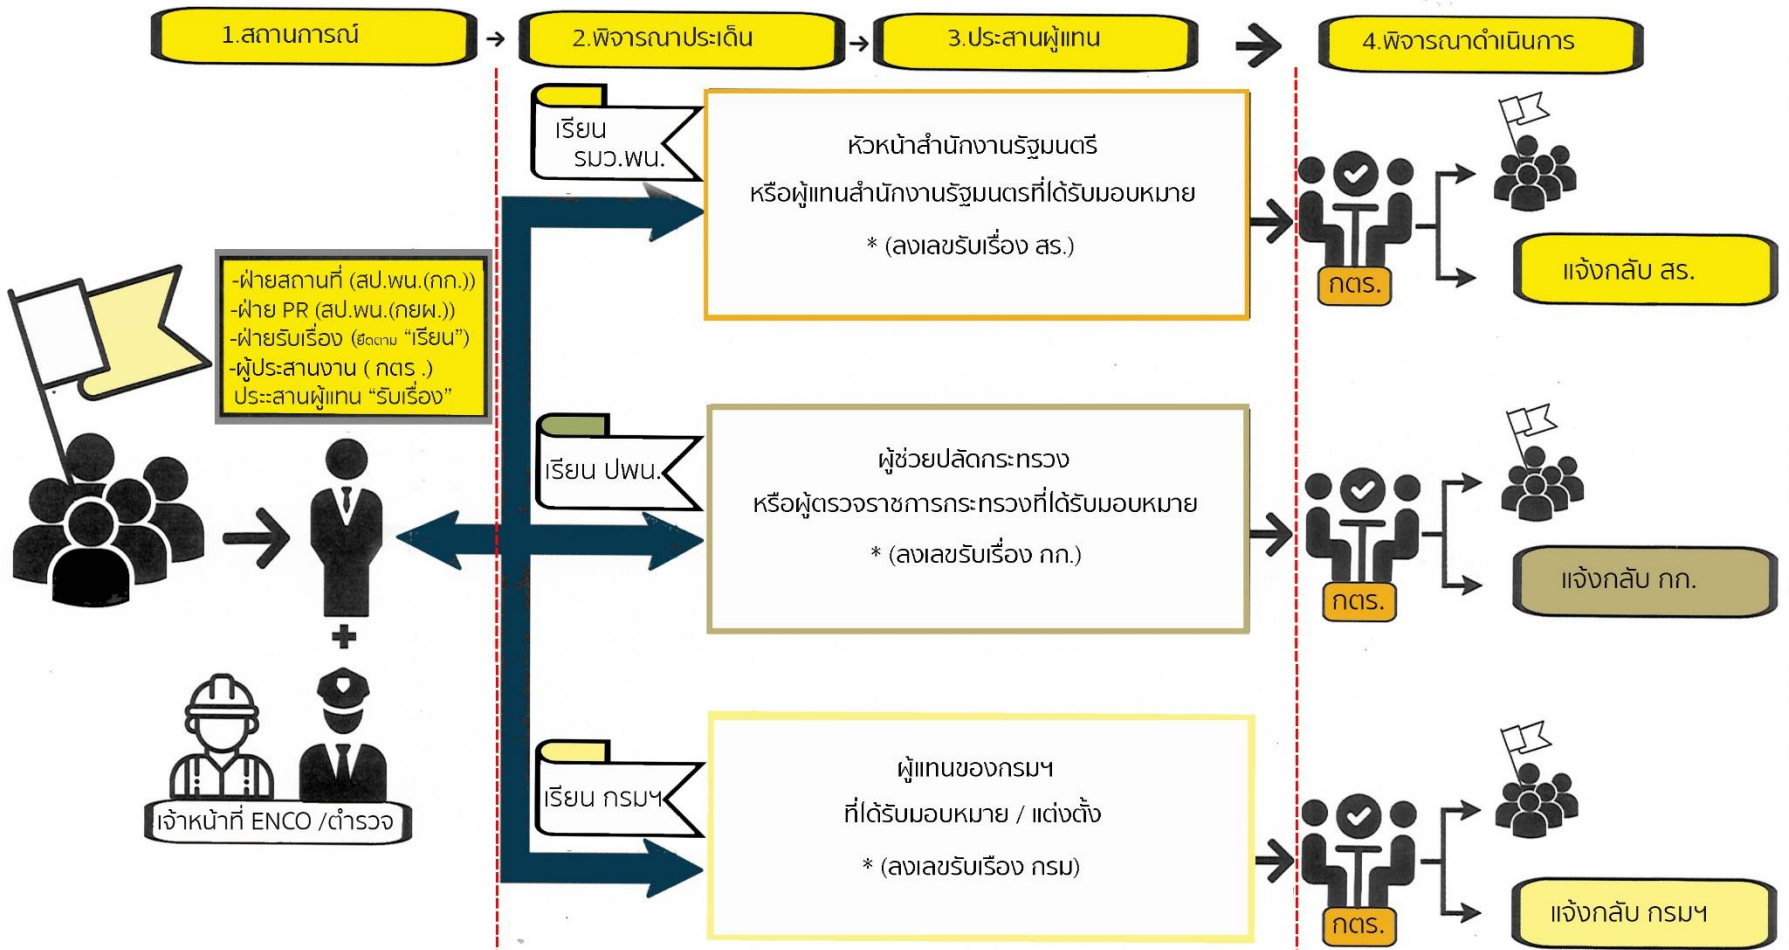 1.สถานการณ์
2.พิจารณาประเด็น
3.ประสานผู้แทน
4.พิจารณาดำเนินการ
-ฝ่ายสถานที่ (สป.พน.(กก.))
-ฝ่าย PR (สป.พน.(กยผ.))
-ฝ่ายรับเรื่อง (ยึดตาม “เรียน”)
-ผู้ประสานงาน ( กตร .)
ประะสานผู้แทน “รับเรื่อง”
เจ้าหน้าที่ ENCO /ตำรวจ
เรียน
รมว.พน.
หัวหน้าสำนักงานรัฐมนตรี
หรือผู้แทนสำนักงานรัฐมนตรที่ได้รับมอบหมาย
* (ลงเลขรับเรื่อง สร.)
กตร.
แจ้งกลับ สร.
เรียน ปพน.
ผู้ช่วยปลัดกระทรวง
หรือผู้ตรวจราชการกระทรวงที่ได้รับมอบหมาย
* (ลงเลขรับเรื่อง กก.)
กตร.
แจ้งกลับ กก.
เรียน กรมฯ
ผู้แทนของกรมฯ
ที่ได้รับมอบหมาย / แต่งตั้ง
* (ลงเลขรับเรือง กรม)
กตร.
แจ้งกลับ กรมฯ